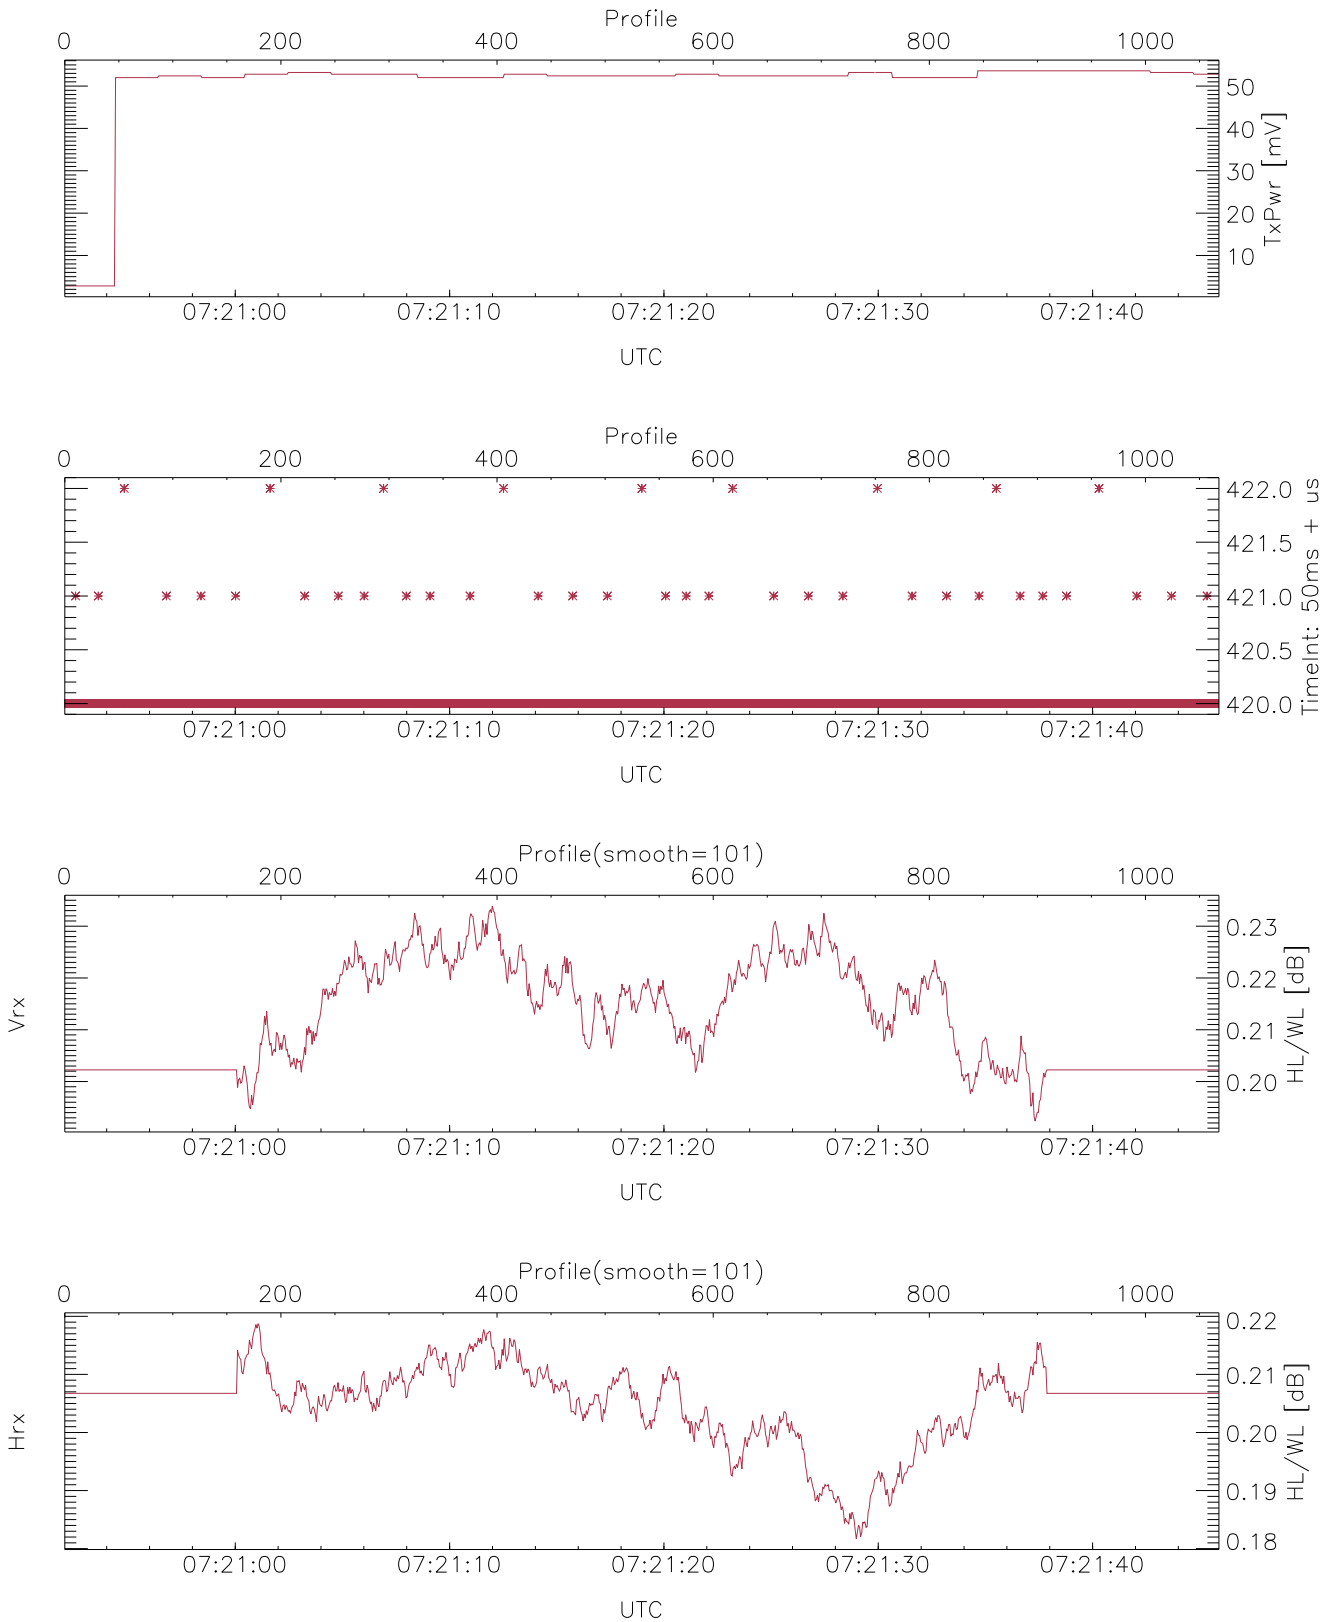 Profile
0 200 400 600 800 1000
50
40
30
20
10
TxPwr [mV]
07:21:00 07:21:10 07:21:20 07:21:30 07:21:40
UTC
Profile
0 200 400 600 800 1000
422.0
421.5
421.0
420.5
420.0
TimeInt: 50ms + us
07:21:00 07:21:10 07:21:20 07:21:30 07:21:40
UTC
Profile(smooth=101)
0 200 400 600 800 1000
Vrx
0.23
0.22
0.21
0.20
HL/WL [dB]
07:21:00 07:21:10 07:21:20 07:21:30 07:21:40
UTC
Profile(smooth=101)
0 200 400 600 800 1000
Hrx
0.22
0.21
0.20
0.19
0.18
HL/WL [dB]
07:21:00 07:21:10 07:21:20 07:21:30 07:21:40
UTC